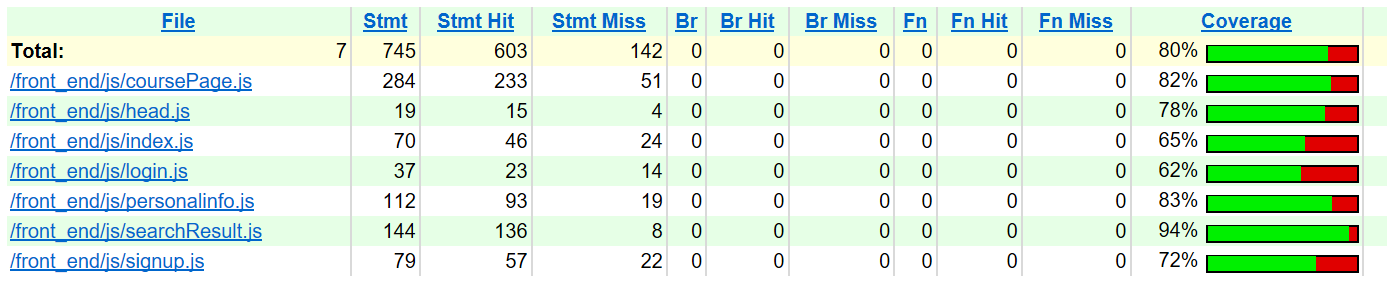 File Stmt Stmt Hit Stmt Miss Br Br Hit Br Miss Fn Fn Hit Fn Miss Coverage
Total: 7 745 603 142 0 0 0 0 0 0 80%
/front_end/js/coursePage.js 284 233 51 0 0 0 0 0 0 82%
/front_end/js/head.js 19 15 4 0 0 0 0 0 0 78%
/front_end/js/index.js 70 46 24 0 0 0 0 0 0 65%
/front_end/js/login.js 37 23 14 0 0 0 0 0 0 62%
/front_end/js/personalinfo.js 112 93 19 0 0 0 0 0 0 83%
/front_end/js/searchResult.js 144 136 8 0 0 0 0 0 0 94%
/front_end/js/signup.js 79 57 22 0 0 0 0 0 0 72%